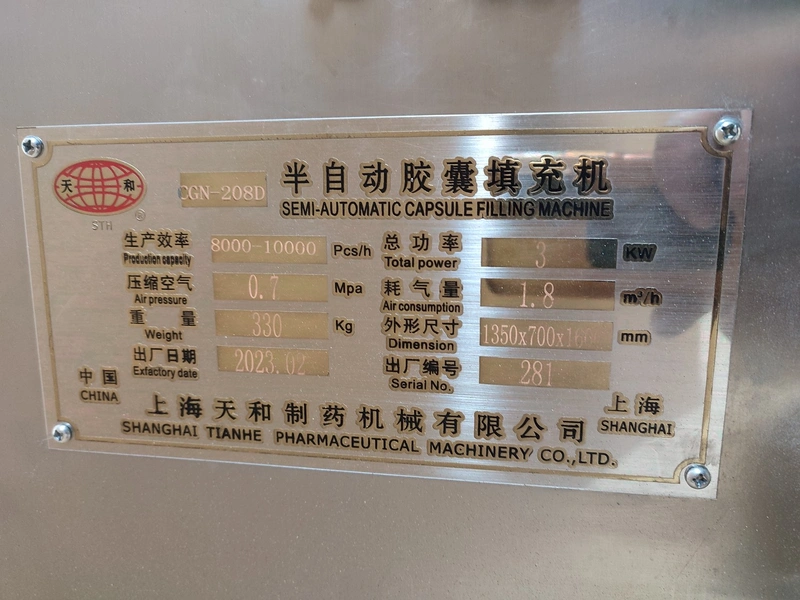 天 和
STH ®
CGN-208D
半自动胶囊填充机
SEMI-AUTOMATIC CAPSULE FILLING MACHINE
生产效率 8000-10000 Pcs/h
Production capacity
总功率 3 KW
Total power
压缩空气 0.7 Mpa
Air pressure
耗气量 1.8 m³/h
Air consumption
重量 330 Kg
Weight
外形尺寸 mm
Dimension
出厂日期 2023.02
Exfactory date
出厂编号 281
Serial No.
中国
CHINA
上海天和制药机械有限公司
SHANGHAI TIANHE PHARMACEUTICAL MACHINERY CO.,LTD.
上海
SHANGHAI